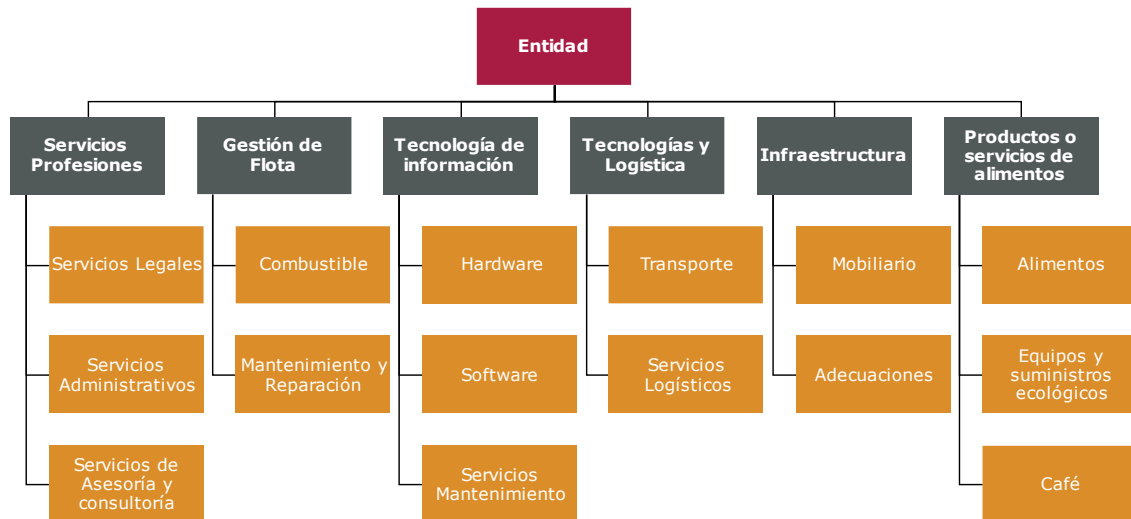 Entidad
Servicios
Profesiones
Gestión de
Flota
Tecnología de
información
Tecnologías y
Logística
Infraestructura
Productos o
servicios de
alimentos
Servicios Legales
Combustible
Hardware
Transporte
Mobiliario
Alimentos
Servicios
Administrativos
Mantenimiento y
Reparación
Software
Servicios
Logísticos
Adecuaciones
Equipos y
suministros
ecológicos
Servicios de
Asesoría y
consultoría
Servicios
Mantenimiento
Café